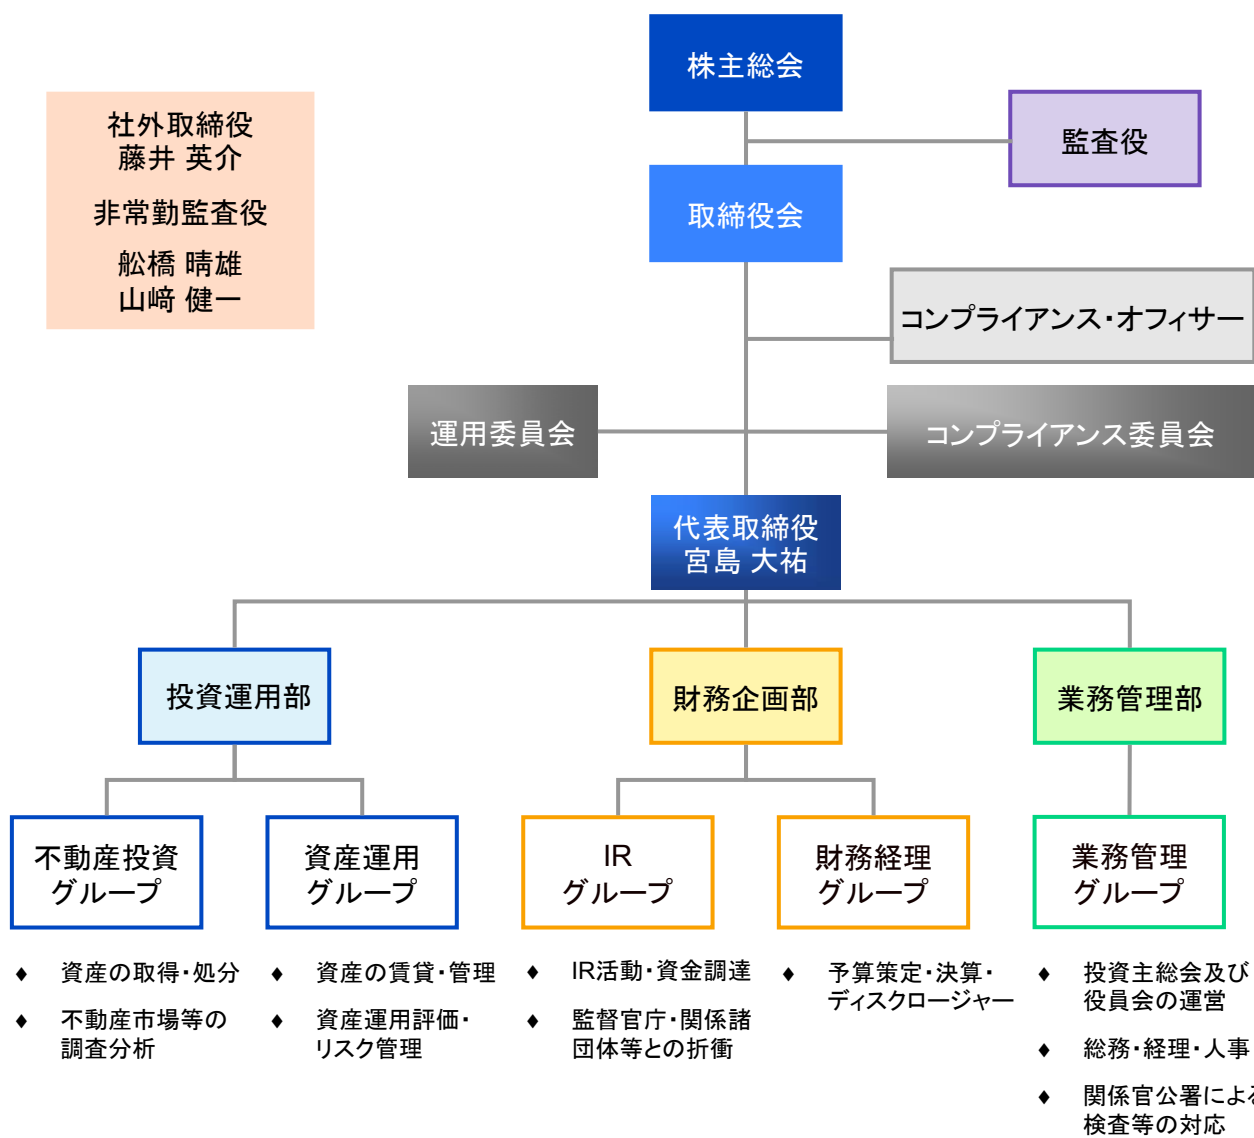 株主総会
社外取締役
藤井 英介
非常勤監査役
舩橋 晴雄
山﨑 健一
監査役
取締役会
コンプライアンス・オフィサー
運用委員会
コンプライアンス委員会
代表取締役
宮島 大祐
投資運用部
財務企画部
業務管理部
不動産投資
グループ
資産運用
グループ
IR
グループ
財務経理
グループ
業務管理
グループ
♦ 資産の取得・処分
♦ 不動産市場等の
調査分析
♦ 資産の賃貸・管理
♦ 資産運用評価・
リスク管理
♦ IR活動・資金調達
♦ 監督官庁・関係諸
団体等との折衝
♦ 予算策定・決算・
ディスクロージャー
♦ 投資主総会及び
役員会の運営
♦ 総務・経理・人事
♦ 関係官公署による
検査等の対応